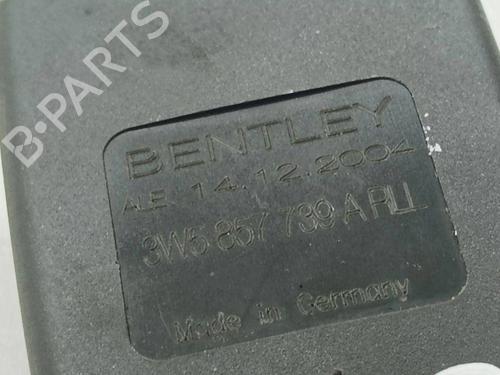 B-PARTS
BENTLEY
ALE 14.12.2004
3W5 857 739 A RLL
Made in Germany